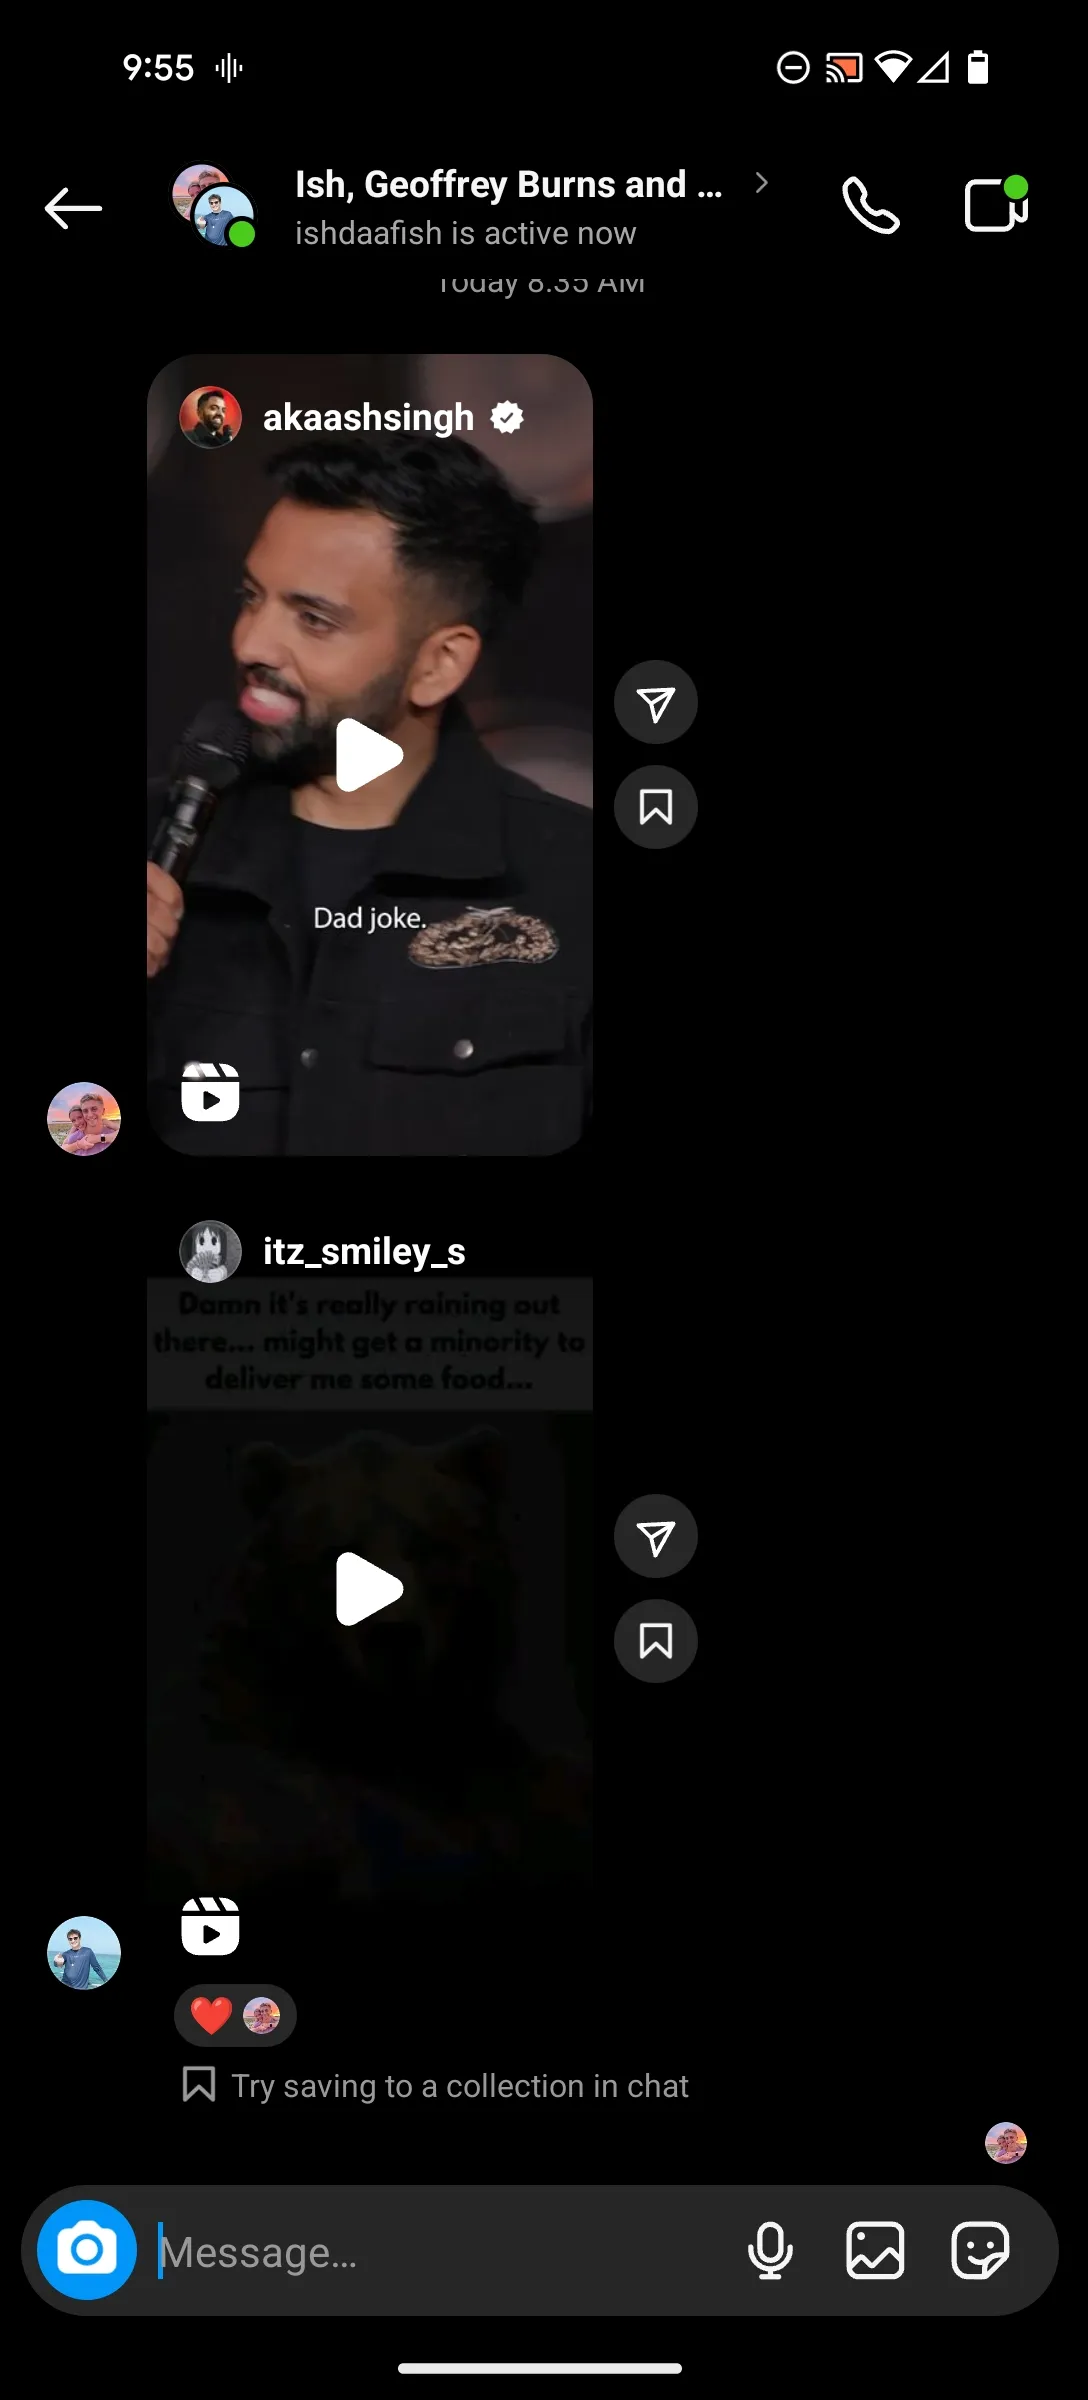 9:55
Ish, Geoffrey Burns and ...
ishdaafish is active now
Today 8:35 AM
akaashsingh
Dad joke.
itz_smiley_s
Damn it's really raining out
there... might get a minority to
deliver me some food...
Try saving to a collection in chat
Message...